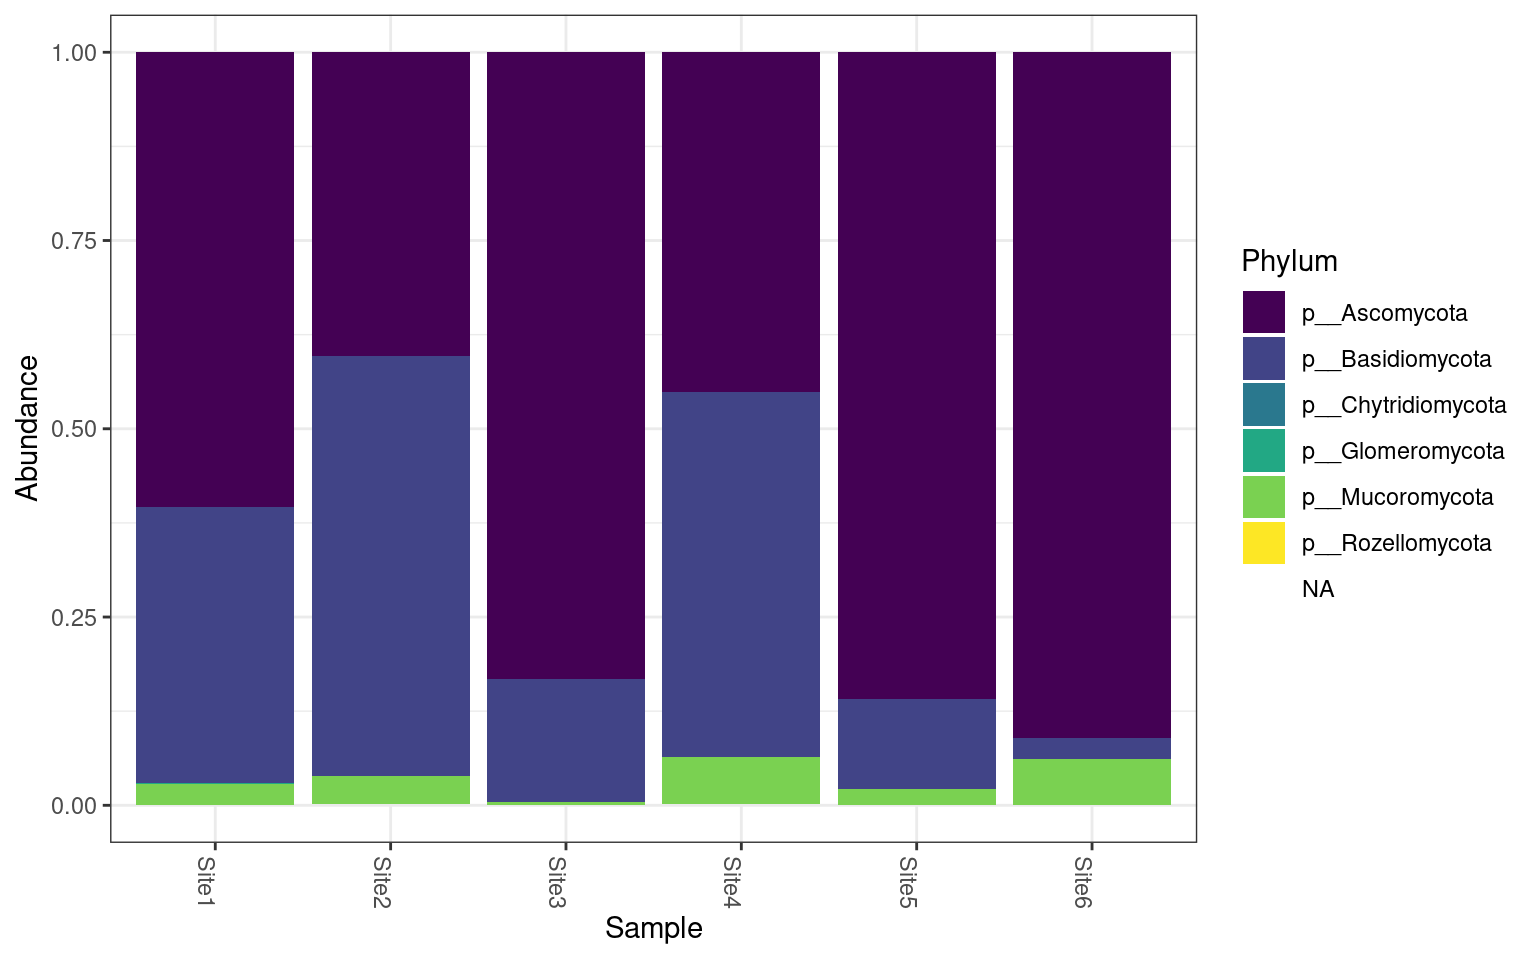 1.00
0.75
0.50
0.25
0.00
Abundance
Site1
Site2
Site3
Site4
Site5
Site6
Sample
Phylum
p__Ascomycota
p__Basidiomycota
p__Chytridiomycota
p__Glomeromycota
p__Mucoromycota
p__Rozellomycota
NA